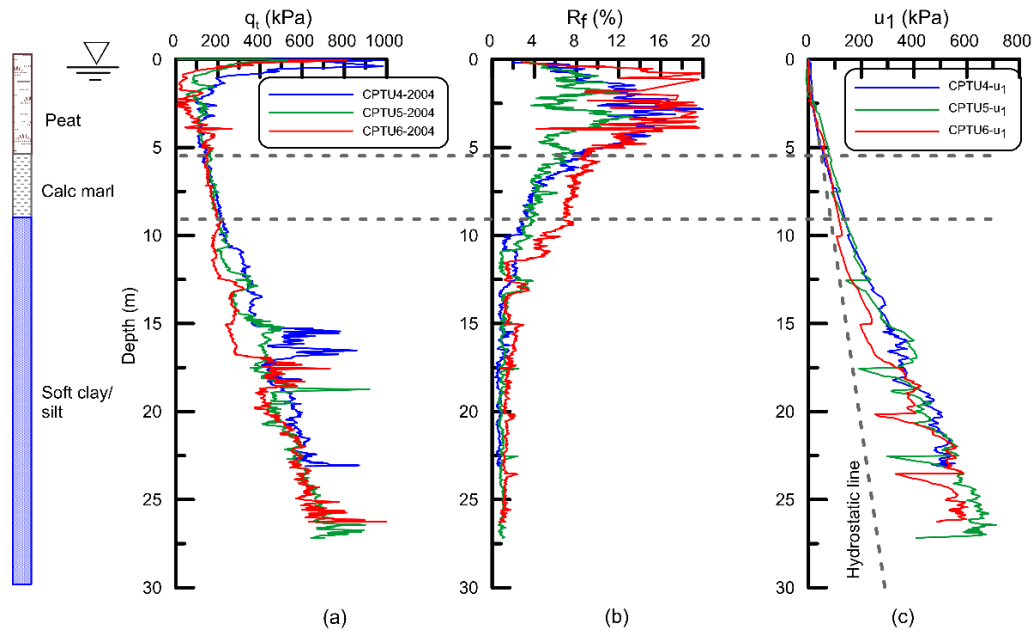 qt (kPa)
0 200 400 600 800 1000
Rf (%)
0 4 8 12 16 20
u1 (kPa)
0 200 400 600 800
CPTU4-2004
CPTU5-2004
CPTU6-2004
CPTU4-u1
CPTU5-u1
CPTU6-u1
Peat
Calc marl
Soft clay/
silt
Depth (m)
0
5
10
15
20
25
30
0
5
10
15
20
25
30
0
5
10
15
20
25
30
Hydrostatic line
(a)
(b)
(c)